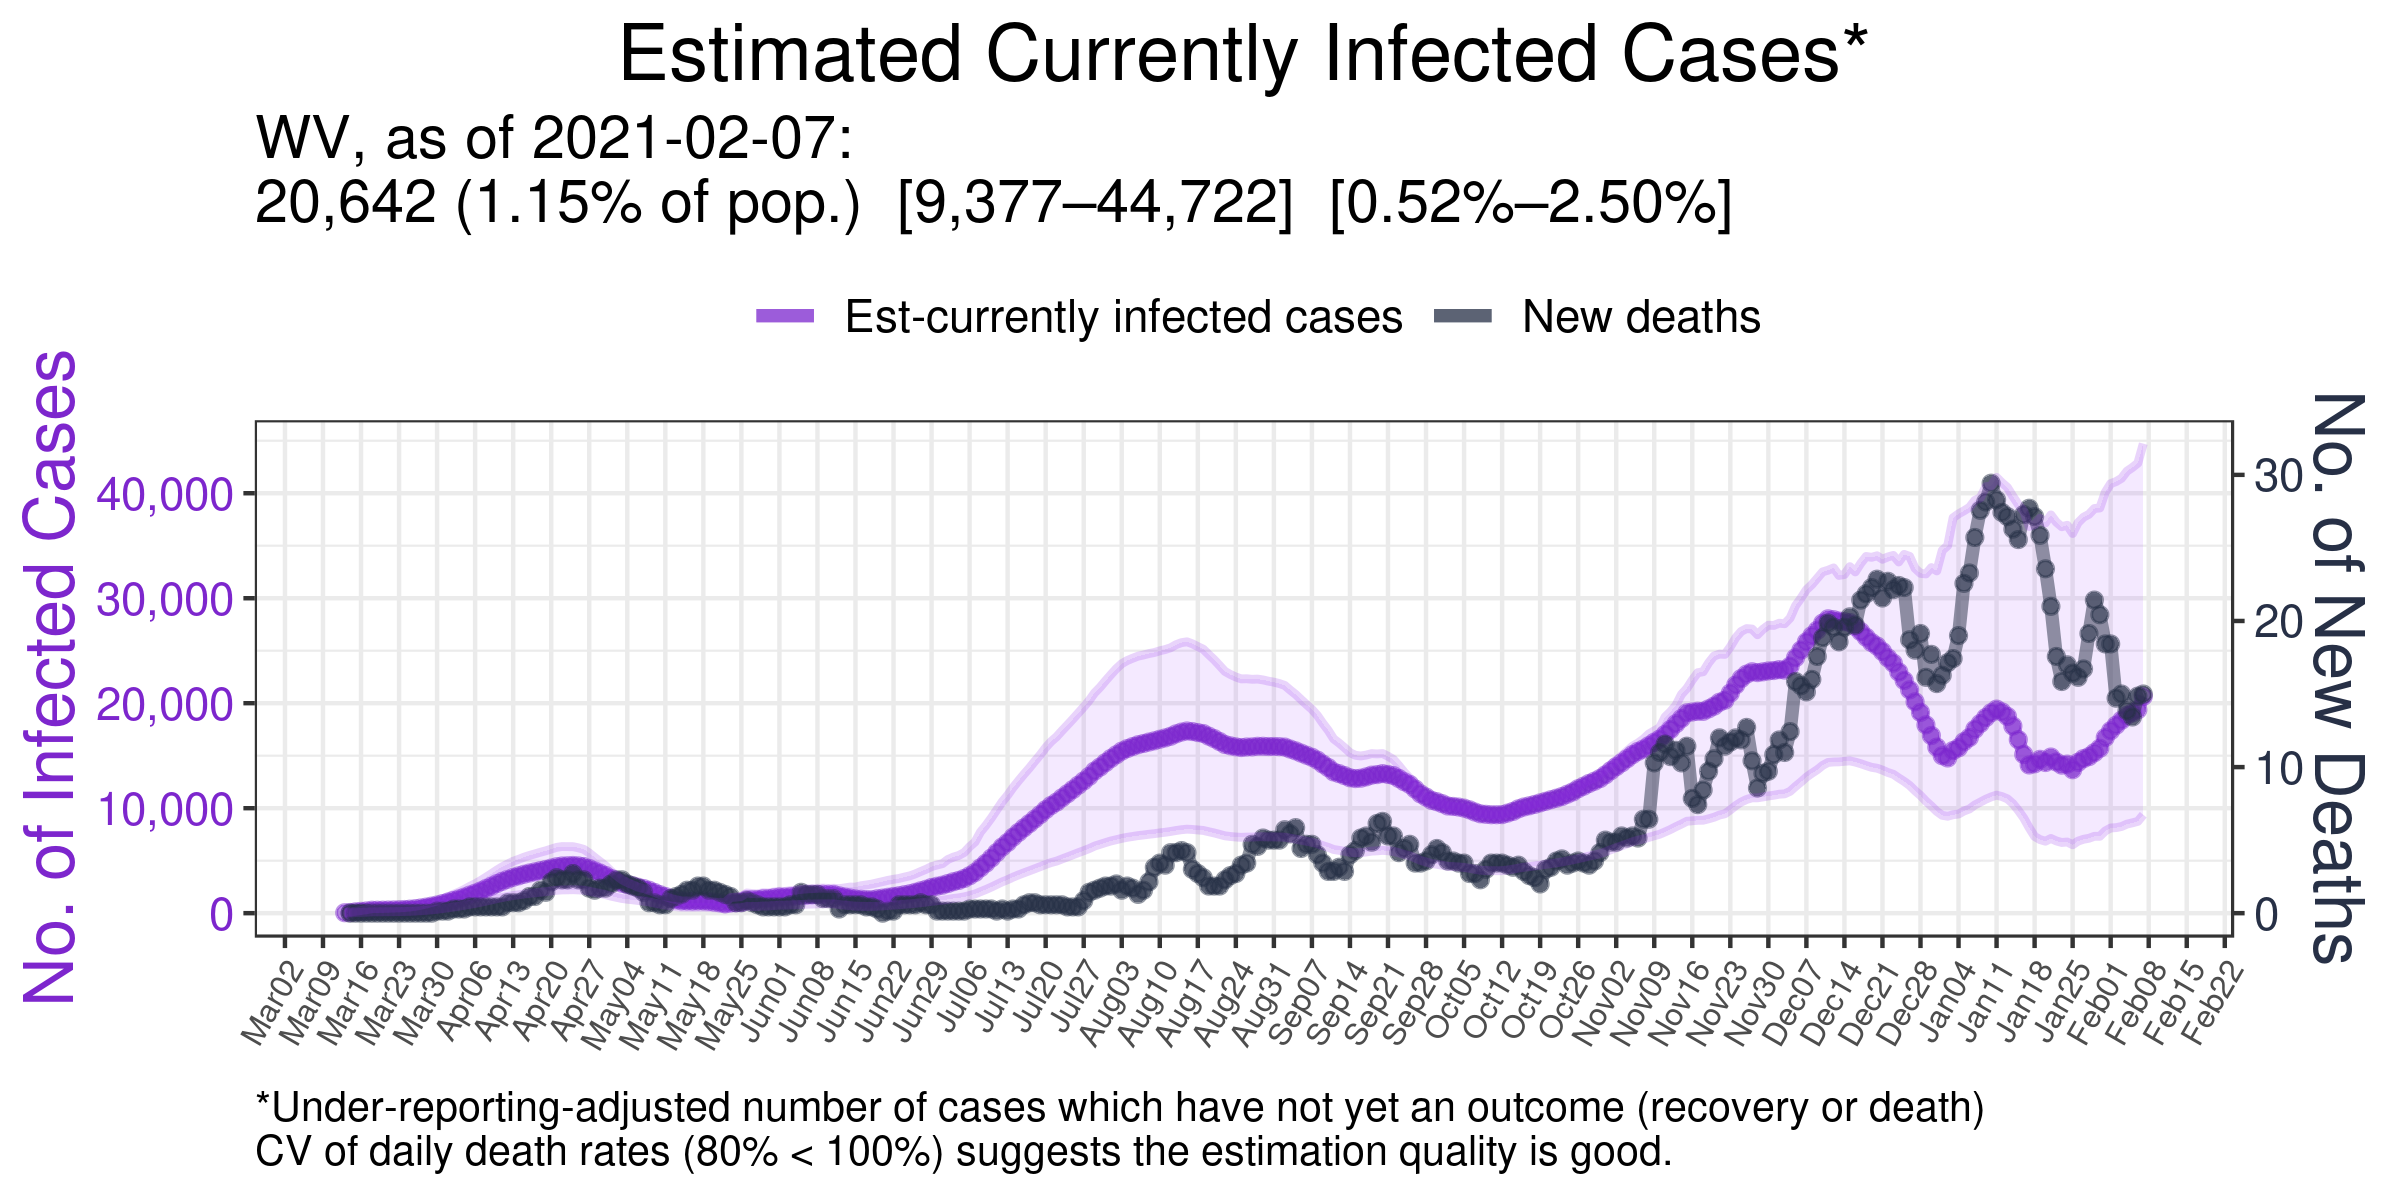 Estimated Currently Infected Cases*
WV, as of 2021-02-07:
20,642 (1.15% of pop.) [9,377–44,722] [0.52%–2.50%]
Est-currently infected cases New deaths
No. of Infected Cases
40,000
30,000
20,000
10,000
0
30
20
10
0
No. of New Deaths
Mar02 Mar09 Mar16 Mar23 Mar30 Apr06 Apr13 Apr20 Apr27 May04 May11 May18 May25 Jun01 Jun08 Jun15 Jun22 Jun29 Jul06 Jul13 Jul20 Jul27 Aug03 Aug10 Aug17 Aug24 Aug31 Sep07 Sep14 Sep21 Sep28 Oct05 Oct12 Oct19 Oct26 Nov02 Nov09 Nov16 Nov23 Nov30 Dec07 Dec14 Dec21 Dec28 Jan04 Jan11 Jan18 Jan25 Feb01 Feb08 Feb15 Feb22
*Under-reporting-adjusted number of cases which have not yet an outcome (recovery or death)
CV of daily death rates (80% < 100%) suggests the estimation quality is good.